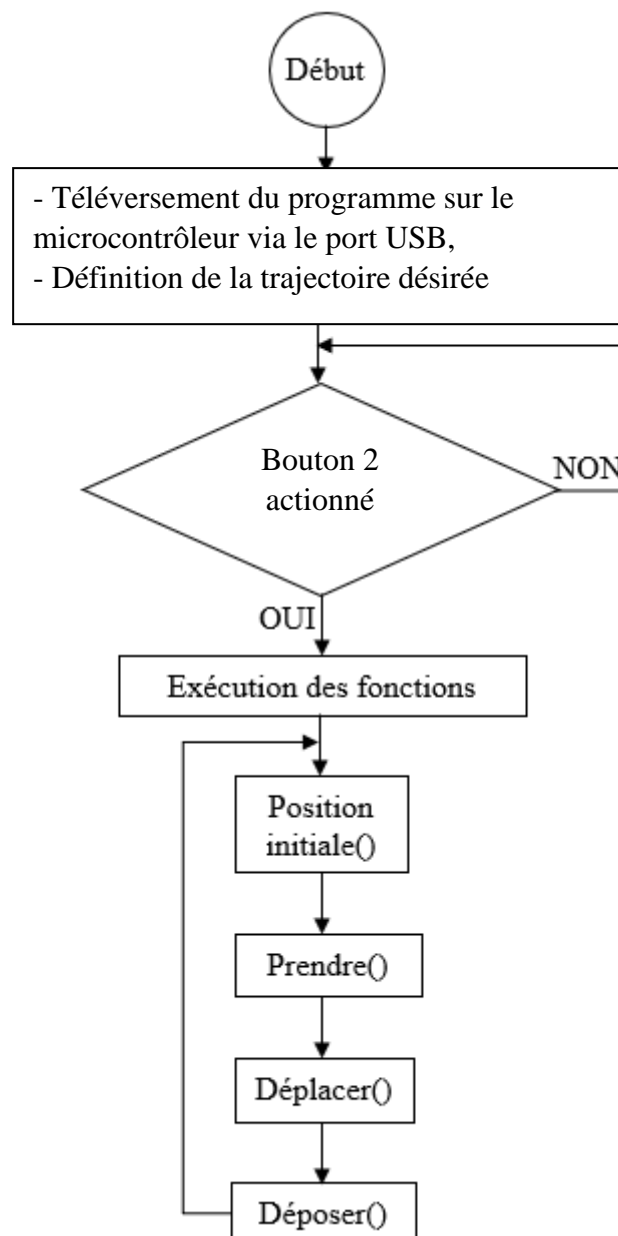 Début
- Téléversement du programme sur le
microcontrôleur via le port USB,
- Définition de la trajectoire désirée
Bouton 2
actionné
NON
OUI
Exécution des fonctions
Position
initiale()
Prendre()
Déplacer()
Déposer()